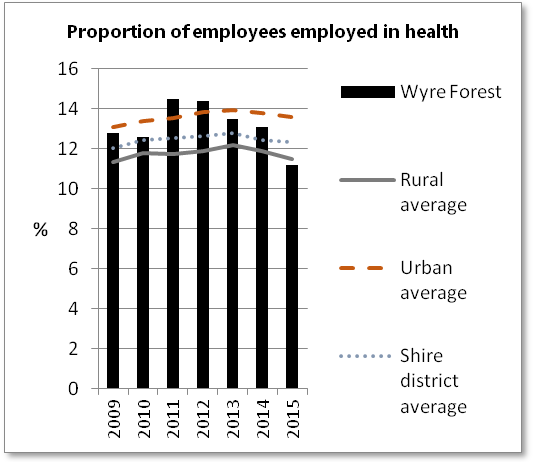 Proportion of employees employed in health
16
14
12
10
8
6
4
2
0
%
2009
2010
2011
2012
2013
2014
2015
Wyre Forest
Rural
average
Urban
average
Shire
district
average